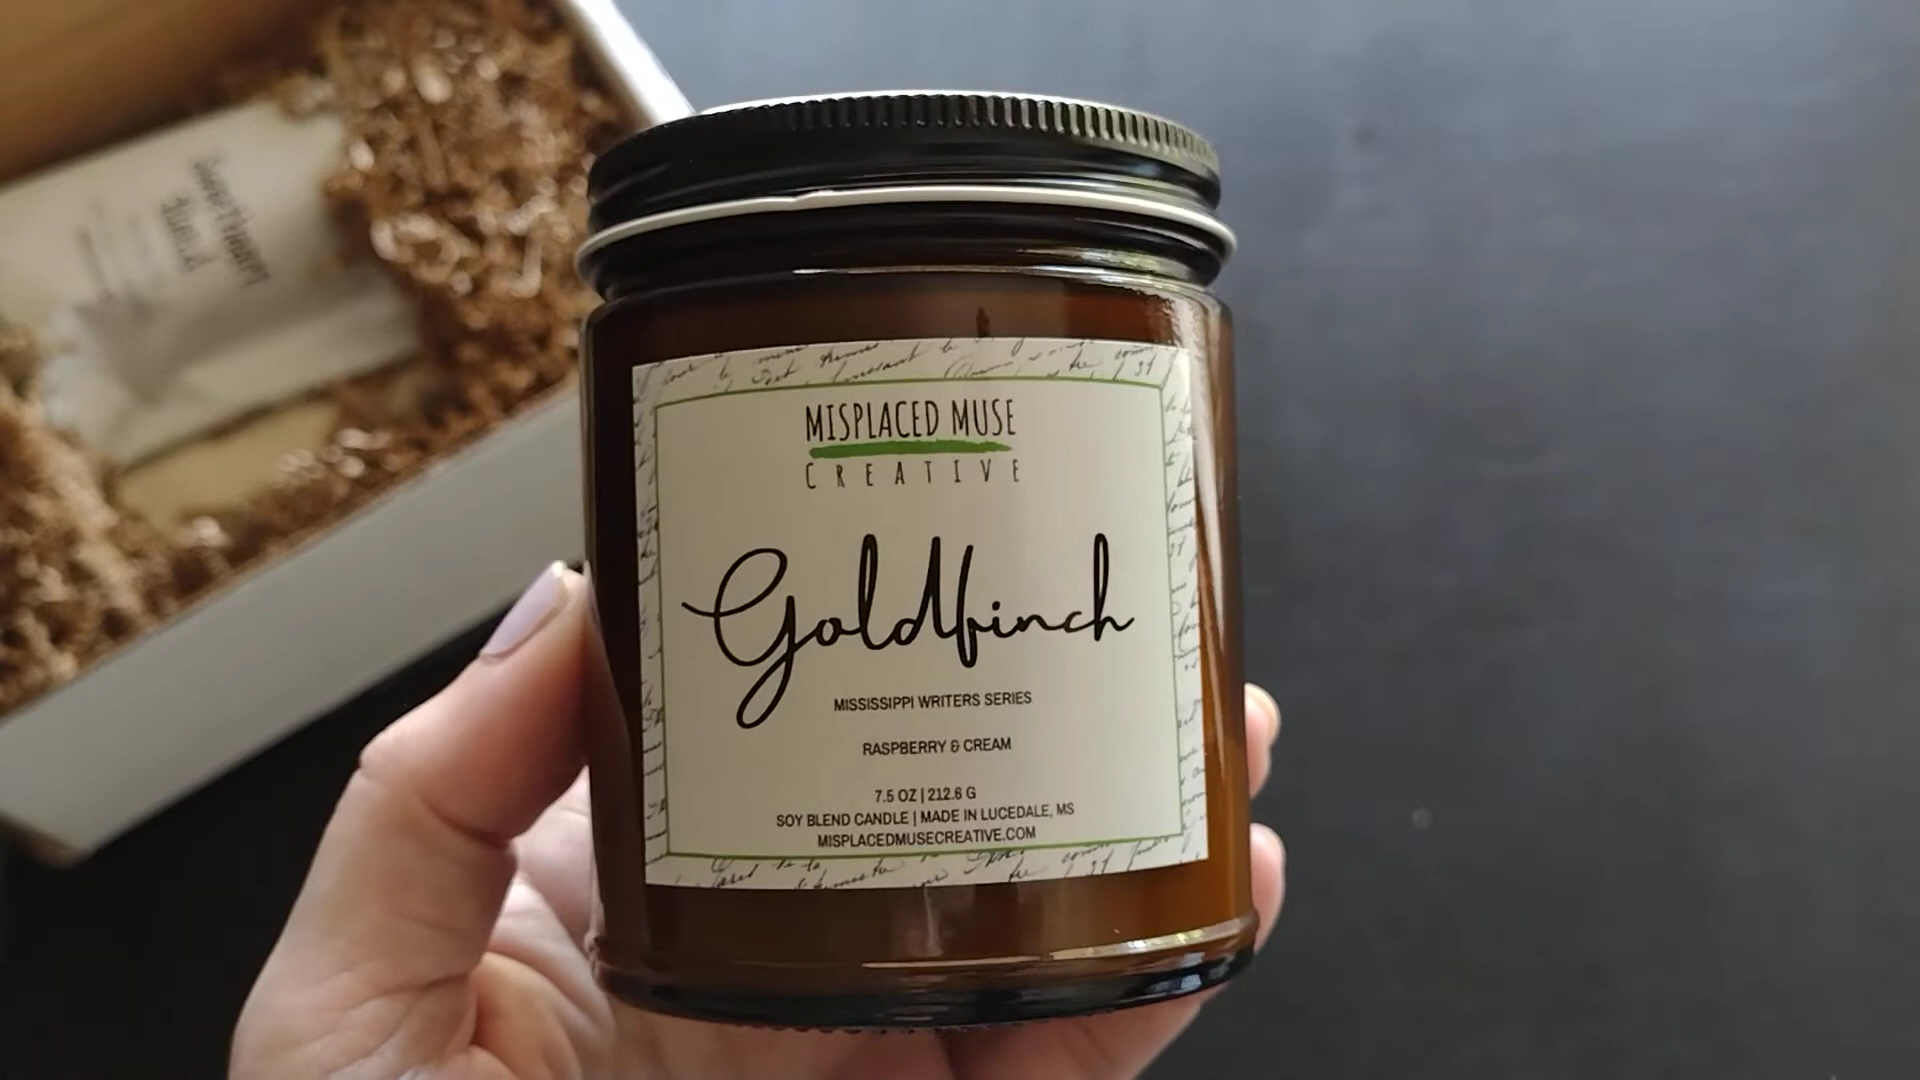 MISPLACED MUSE
CREATIVE
Goldfinch
MISSISSIPPI WRITERS SERIES
RASPBERRY & CREAM
7.5 OZ | 212.6 G
SOY BLEND CANDLE | MADE IN LUCEDALE, MS
MISPLACEDMUSECREATIVE.COM